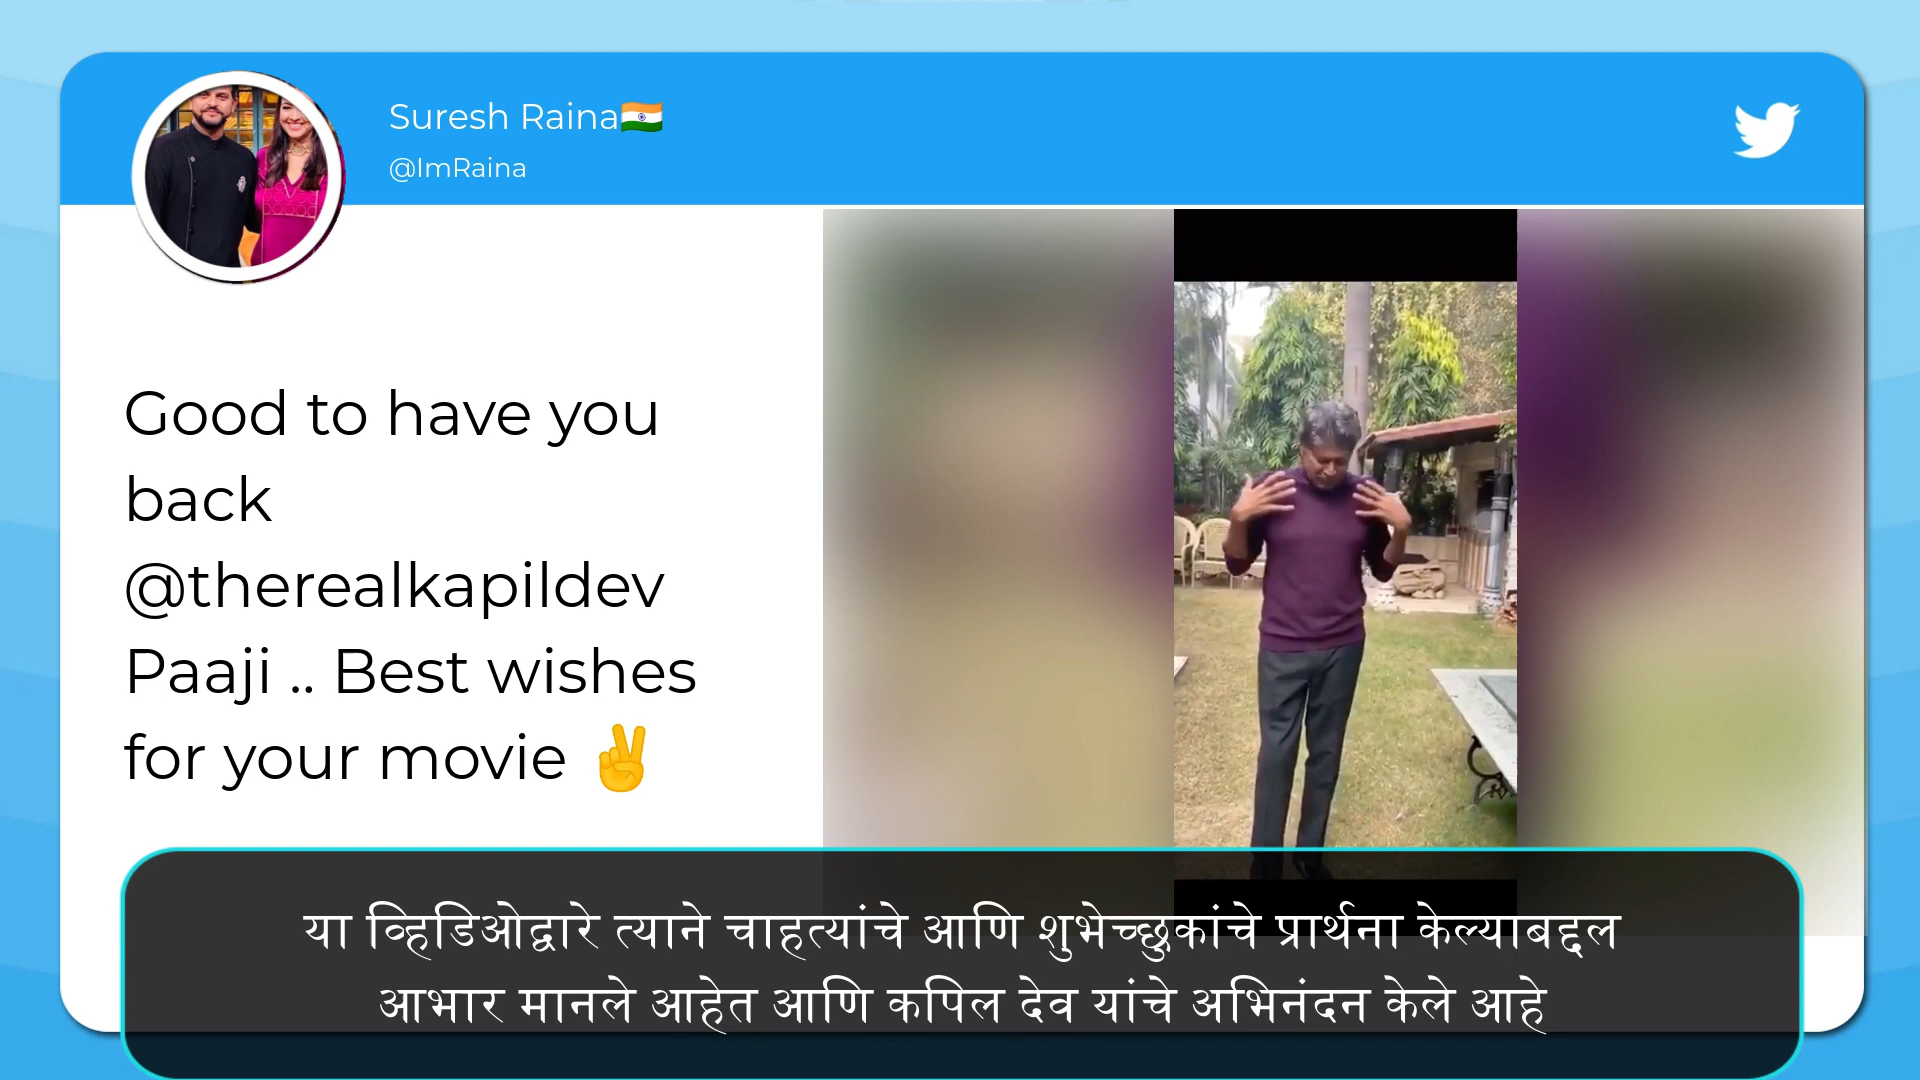 Suresh Raina🇮🇳
@ImRaina
Good to have you
back
@therealkapildev
Paaji .. Best wishes
for your movie ✌️
या व्हिडिओद्वारे त्याने चाहत्यांचे आणि शुभेच्छुकांचे प्रार्थना केल्याबद्दल
आभार मानले आहेत आणि कपिल देव यांचे अभिनंदन केले आहे